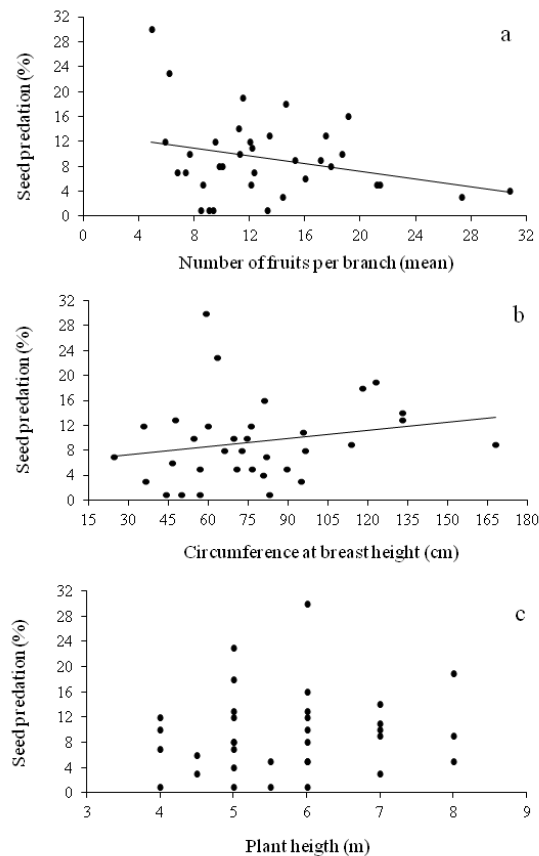 a
32
28
24
20
16
12
8
4
0
Seed predation (%)
0 4 8 12 16 20 24 28 32
Number of fruits per branch (mean)
b
32
28
24
20
16
12
8
4
0
Seed predation (%)
15 30 45 60 75 90 105 120 135 150 165 180
Circumference at breast height (cm)
c
32
28
24
20
16
12
8
4
0
Seed predation (%)
3 4 5 6 7 8 9
Plant heigth (m)